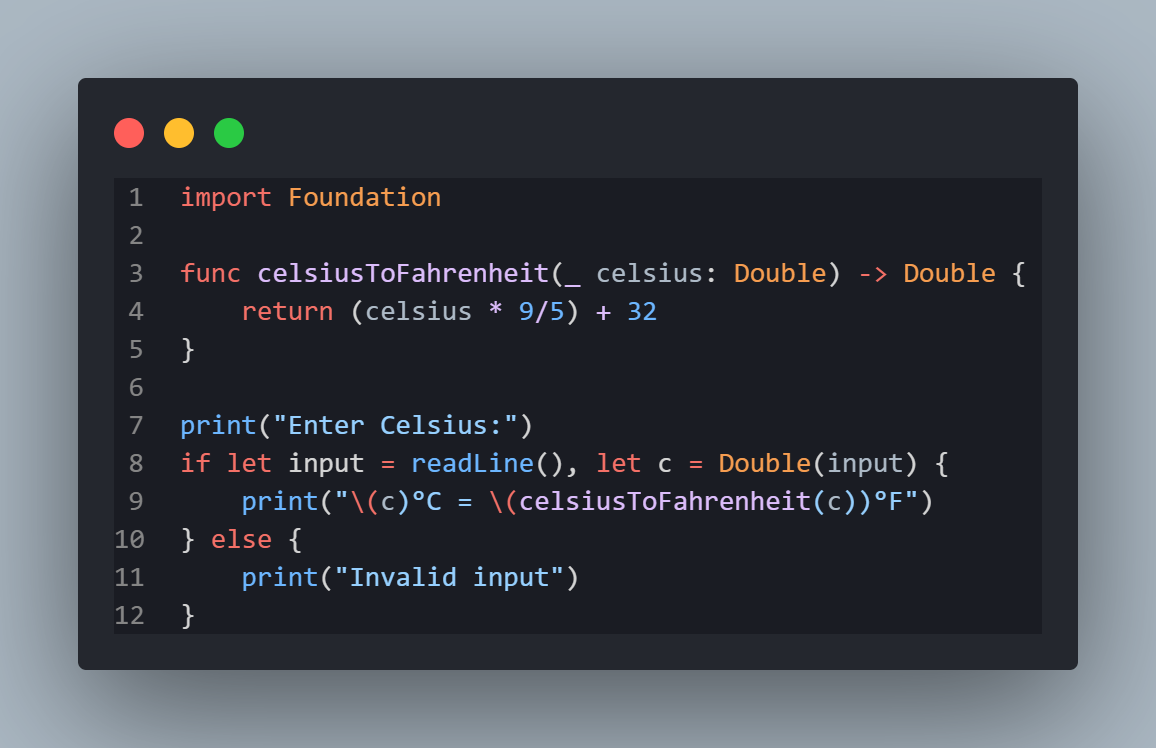 1 import Foundation
2
3 func celsiusToFahrenheit(_ celsius: Double) -> Double {
4     return (celsius * 9/5) + 32
5 }
6
7 print("Enter Celsius:")
8 if let input = readLine(), let c = Double(input) {
9     print("\(c)°C = \(celsiusToFahrenheit(c))°F")
10 } else {
11     print("Invalid input")
12 }